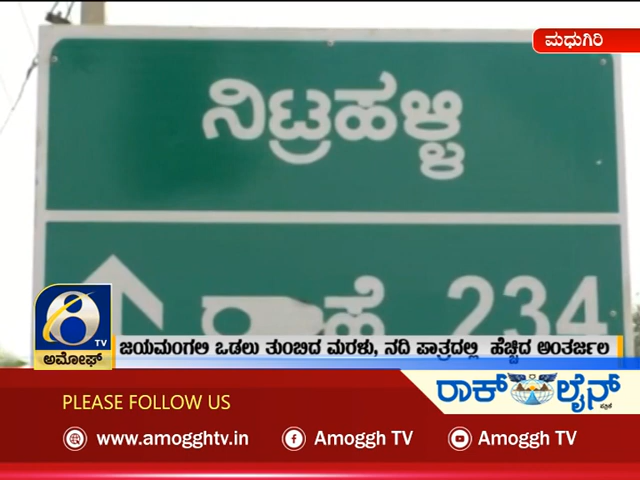 ಮಧುಗಿರಿ
ನಿಟ್ರಹಳ್ಳಿ
ರಾ ಹೆ 234
TV
ಅಮೋಘ್
ಜಯಮಂಗಲಿ ಒಡಲು ತುಂಬಿದ ಮರಳು, ನದಿ ಪಾತ್ರದಲ್ಲಿ ಹೆಚ್ಚಿದ ಅಂತರ್ಜಲ
ರಾಕ್ ಲೈನ್
PLEASE FOLLOW US
www.amogghtv.in
Amoggh TV
Amoggh TV